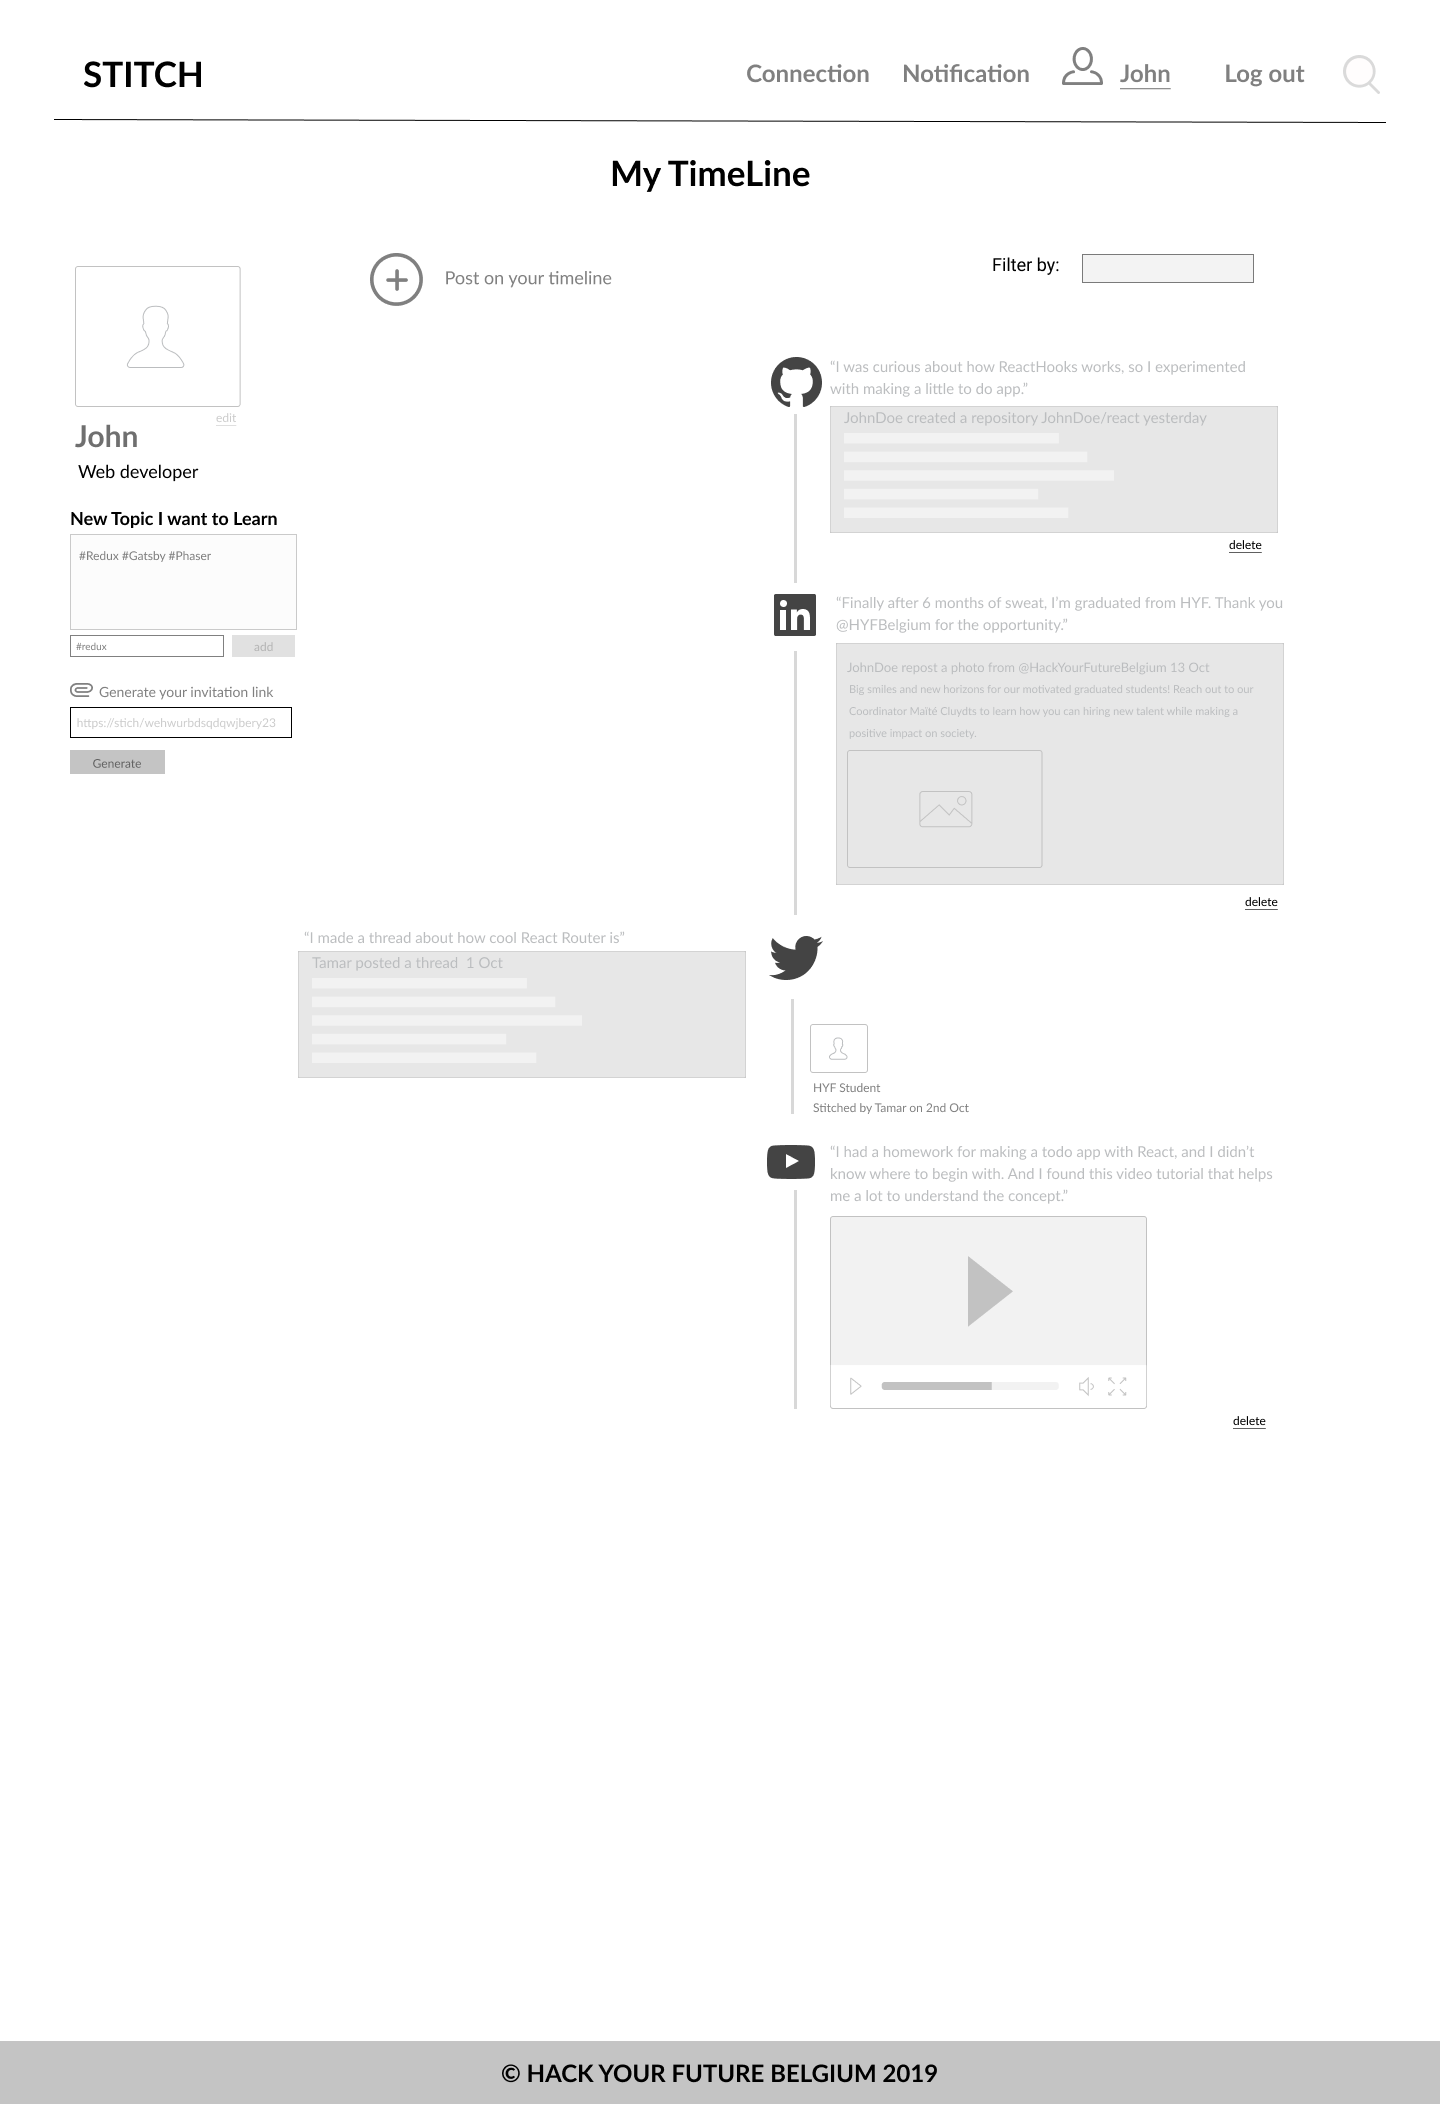 STITCH
Connection Notification John Log out
My TimeLine
Post on your timeline
Filter by:
edit
John
Web developer
New Topic I want to Learn
#Redux #Gatsby #Phaser
#redux
add
Generate your invitation link
https://stich/wehwurbdsqdqwjbery23
Generate
“I was curious about how ReactHooks works, so I experimented
with making a little to do app.”
JohnDoe created a repository JohnDoe/react yesterday
delete
“Finally after 6 months of sweat, I’m graduated from HYF. Thank you
@HYFBelgium for the opportunity.”
JohnDoe repost a photo from @HackYourFutureBelgium 13 Oct
Big smiles and new horizons for our motivated graduated students! Reach out to our
Coordinator Maïté Cluydts to learn how you can hiring new talent while making a
positive impact on society.
delete
“I made a thread about how cool React Router is”
Tamar posted a thread 1 Oct
HYF Student
Stitched by Tamar on 2nd Oct
“I had a homework for making a todo app with React, and I didn’t
know where to begin with. And I found this video tutorial that helps
me a lot to understand the concept.”
delete
© HACK YOUR FUTURE BELGIUM 2019